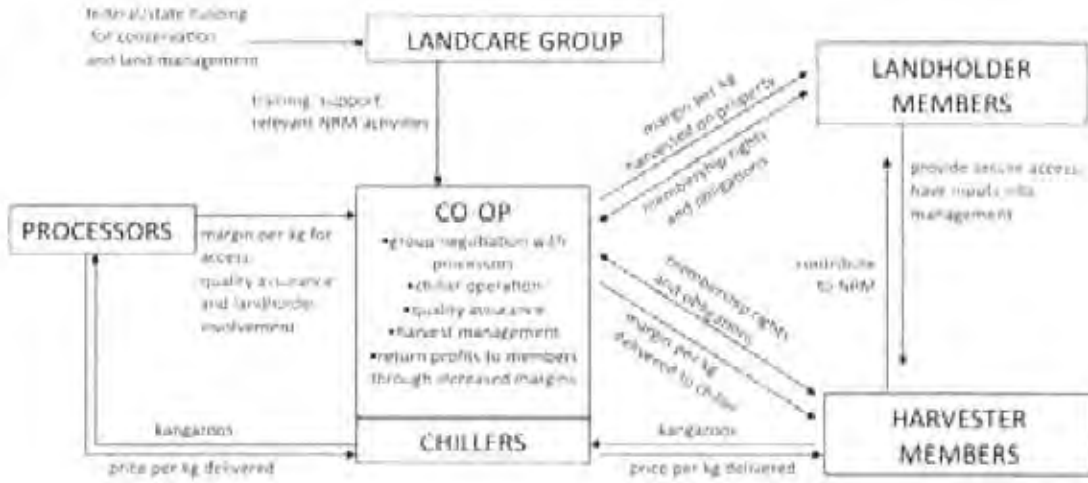 federal/state funding
for conservation
and land management
LANDCARE GROUP
training, support,
relevant NRM activities
LANDHOLDER
MEMBERS
margin per kg
harvested on property
membership rights
and obligations
provide secure access,
have inputs into
management
PROCESSORS
margin per kg for
access,
quality assurance
and landholder
involvement
CO-OP
•group negotiation with
processors
•chiller operation
•quality assurance
•harvest management
•return profits to members
through increased margins
contribute
to NRM
membership rights
and obligations
margin per kg
delivered to chiller
HARVESTER
MEMBERS
kangaroos
price per kg delivered
CHILLERS
kangaroos
price per kg delivered